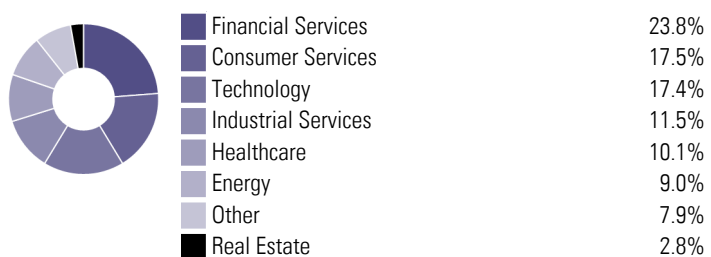 Financial Services 23.8%
Consumer Services 17.5%
Technology 17.4%
Industrial Services 11.5%
Healthcare 10.1%
Energy 9.0%
Other 7.9%
Real Estate 2.8%